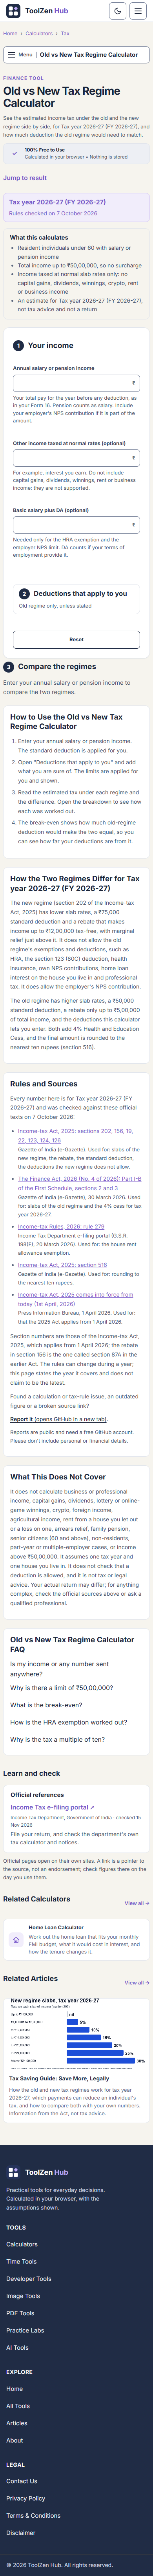 ToolZen Hub
Home › Calculators › Tax
Menu | Old vs New Tax Regime Calculator
FINANCE TOOL
Old vs New Tax Regime
Calculator
See the estimated income tax under the old and the new
regime side by side, for Tax year 2026-27 (FY 2026-27), and
how much deduction the old regime would need to match.
100% Free to Use
Calculated in your browser • Nothing is stored
Jump to result
Tax year 2026-27 (FY 2026-27)
Rules checked on 7 October 2026
What this calculates
Resident individuals under 60 with salary or
pension income
Total income up to ₹50,00,000, so no surcharge
Income taxed at normal slab rates only: no
capital gains, dividends, winnings, crypto, rent
or business income
An estimate for Tax year 2026-27 (FY 2026-27),
not tax advice and not a return
1 Your income
Annual salary or pension income
₹
Your total pay for the year before any deduction, as
in your Form 16. Pension counts as salary. Include
your employer's NPS contribution if it is part of the
amount.
Other income taxed at normal rates (optional)
₹
For example, interest you earn. Do not include
capital gains, dividends, winnings, rent or business
income: they are not supported.
Basic salary plus DA (optional)
₹
Needed only for the HRA exemption and the
employer NPS limit. DA counts if your terms of
employment provide it.
2 Deductions that apply to you
Old regime only, unless stated
Reset
3 Compare the regimes
Enter your annual salary or pension income to
compare the two regimes.
How to Use the Old vs New Tax
Regime Calculator
1. Enter your annual salary or pension income.
The standard deduction is applied for you.
2. Open "Deductions that apply to you" and add
what you are sure of. The limits are applied for
you and shown.
3. Read the estimated tax under each regime and
the difference. Open the breakdown to see how
each was worked out.
4. The break-even shows how much old-regime
deduction would make the two equal, so you
can see how far your deductions are from it.
How the Two Regimes Differ for Tax
year 2026-27 (FY 2026-27)
The new regime (section 202 of the Income-tax
Act, 2025) has lower slab rates, a ₹75,000
standard deduction and a rebate that makes
income up to ₹12,00,000 tax-free, with marginal
relief just above it. It does not allow the old
regime's exemptions and deductions such as
HRA, the section 123 (80C) deduction, health
insurance, own NPS contributions, home loan
interest on the house you live in and professional
tax. It does allow the employer's NPS contribution.
The old regime has higher slab rates, a ₹50,000
standard deduction, a rebate only up to ₹5,00,000
of total income, and the deductions this calculator
lets you enter. Both add 4% Health and Education
Cess, and the final amount is rounded to the
nearest ten rupees (section 516).
Rules and Sources
Every number here is for Tax year 2026-27 (FY
2026-27) and was checked against these official
texts on 7 October 2026:
Income-tax Act, 2025: sections 202, 156, 19,
22, 123, 124, 126
Gazette of India (e-Gazette). Used for: slabs of the
new regime, the rebate, the standard deduction,
the deductions the new regime allows
The Finance Act, 2026 (No. 4 of 2026): Part I-B
of the First Schedule, sections 2 and 3
Gazette of India (e-Gazette), 30 March 2026. Used
for: slabs of the old regime and the 4% cess for tax
year 2026-27.
Income-tax Rules, 2026: rule 279
Income Tax Department e-filing portal (G.S.R.
198(E), 20 March 2026). Used for: the house rent
allowance exemption.
Income-tax Act, 2025: section 516
Gazette of India (e-Gazette). Used for: rounding to
the nearest ten rupees.
Income-tax Act, 2025 comes into force from
today (1st April, 2026)
Press Information Bureau, 1 April 2026. Used for:
that the 2025 Act applies from 1 April 2026.
Section numbers are those of the Income-tax Act,
2025, which applies from 1 April 2026; the rebate
in section 156 is what was called section 87A in the
earlier Act. The rules can change every year; this
page states the year it covers and does not claim
to be the latest.
Found a calculation or tax-rule issue, an outdated
figure or a broken source link?
Report it (opens GitHub in a new tab).
Reports are public and need a free GitHub account.
Please don't include personal or financial details.
What This Does Not Cover
It does not calculate business or professional
income, capital gains, dividends, lottery or online-
game winnings, crypto, foreign income,
agricultural income, rent from a house you let out
or a loss on one, arrears relief, family pension,
senior citizens (60 and above), non-residents,
part-year or multiple-employer cases, or income
above ₹50,00,000. It assumes one tax year and
one house you live in. It does not check that you
are allowed a deduction, and it is not tax or legal
advice: it is an estimate. For anything important or
complex, check the official sources above or ask a
qualified professional.
Old vs New Tax Regime Calculator
FAQ
Is my income or any number sent
anywhere?
Why is there a limit of ₹50,00,000?
What is the break-even?
How is the HRA exemption worked out?
Why is the tax a multiple of ten?
Learn and check
Official references
Income Tax e-filing portal ↗
Income Tax Department, Government of India · checked 15
Nov 2026
File your return, and check the department's own
tax calculator and notices.
Official pages open on their own sites. A link is a pointer to
the source, not an endorsement; check figures there on the
day you use them.
Related Calculators
View all →
Home Loan Calculator
Work out the home loan that fits your monthly
EMI budget, what it would cost in interest, and
how the tenure changes it.
Related Articles
View all →
New regime slabs, tax year 2026-27
nil
5%
10%
15%
20%
25%
30%
Tax Saving Guide: Save More, Legally
How the old and new tax regimes work for tax year
2026-27, which payments can reduce an individual's
tax, and how to compare both with your own numbers.
Information from the Act, not tax advice.
ToolZen Hub
Practical tools for everyday decisions.
Calculated in your browser, with the
assumptions shown.
TOOLS
Calculators
Time Tools
Developer Tools
Image Tools
PDF Tools
Practice Labs
AI Tools
EXPLORE
Home
All Tools
Articles
About
LEGAL
Contact Us
Privacy Policy
Terms & Conditions
Disclaimer
© 2026 ToolZen Hub. All rights reserved.